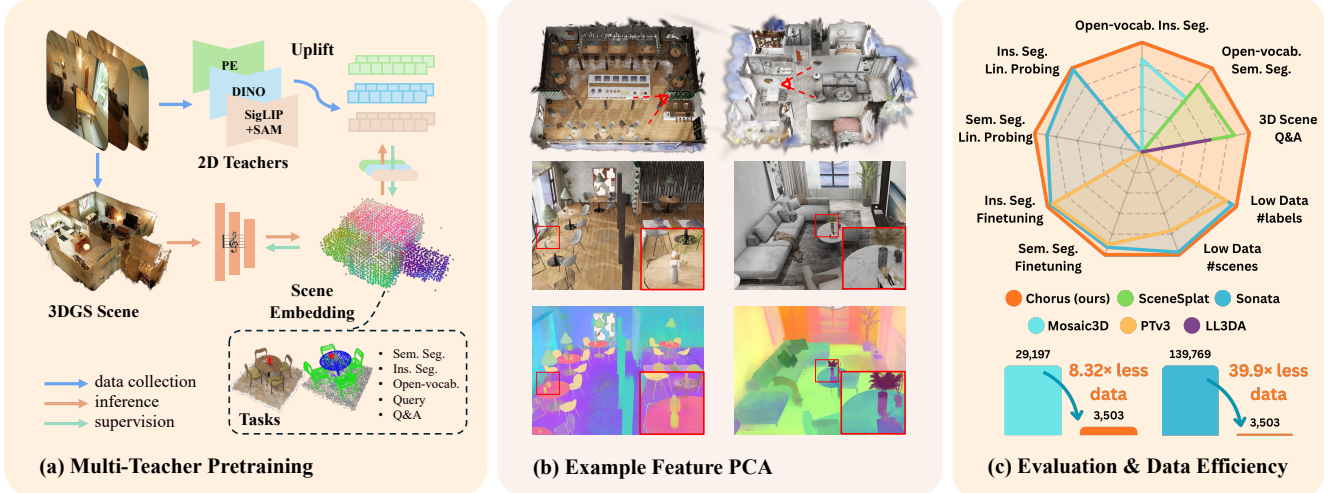 Uplift
PE
DINO
SigLIP
+SAM
2D Teachers
3DGS Scene
Scene
Embedding
data collection
inference
supervision
Tasks
• Sem. Seg.
• Ins. Seg.
• Open-vocab.
• Query
• Q&A
(a) Multi-Teacher Pretraining
(b) Example Feature PCA
Open-vocab. Ins. Seg.
Ins. Seg.
Lin. Probing
Open-vocab.
Sem. Seg.
Sem. Seg.
Lin. Probing
3D Scene
Q&A
Ins. Seg.
Finetuning
Low Data
#labels
Sem. Seg.
Finetuning
Low Data
#scenes
Chorus (ours)
SceneSplat
Sonata
Mosaic3D
PTv3
LL3DA
29,197
8.32× less
data
3,503
139,769
39.9× less
data
3,503
(c) Evaluation & Data Efficiency